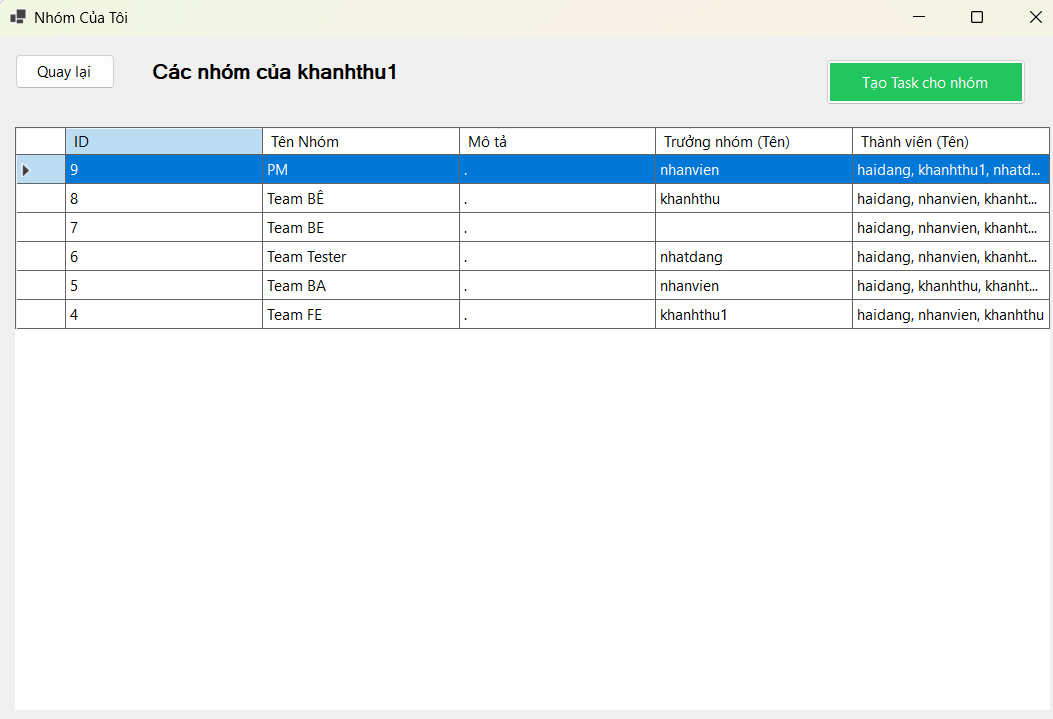 Nhóm Của Tôi
Quay lại
Các nhóm của khanhthu1
Tạo Task cho nhóm
ID Tên Nhóm Mô tả Trưởng nhóm (Tên) Thành viên (Tên)
9 PM . nhanvien haidang, khanhthu1, nhatd...
8 Team BÊ . khanhthu haidang, nhanvien, khanht...
7 Team BE . haidang, nhanvien, khanht...
6 Team Tester . nhatdang haidang, nhanvien, khanht...
5 Team BA . nhanvien haidang, khanhthu, khanht...
4 Team FE . khanhthu1 haidang, nhanvien, khanhthu